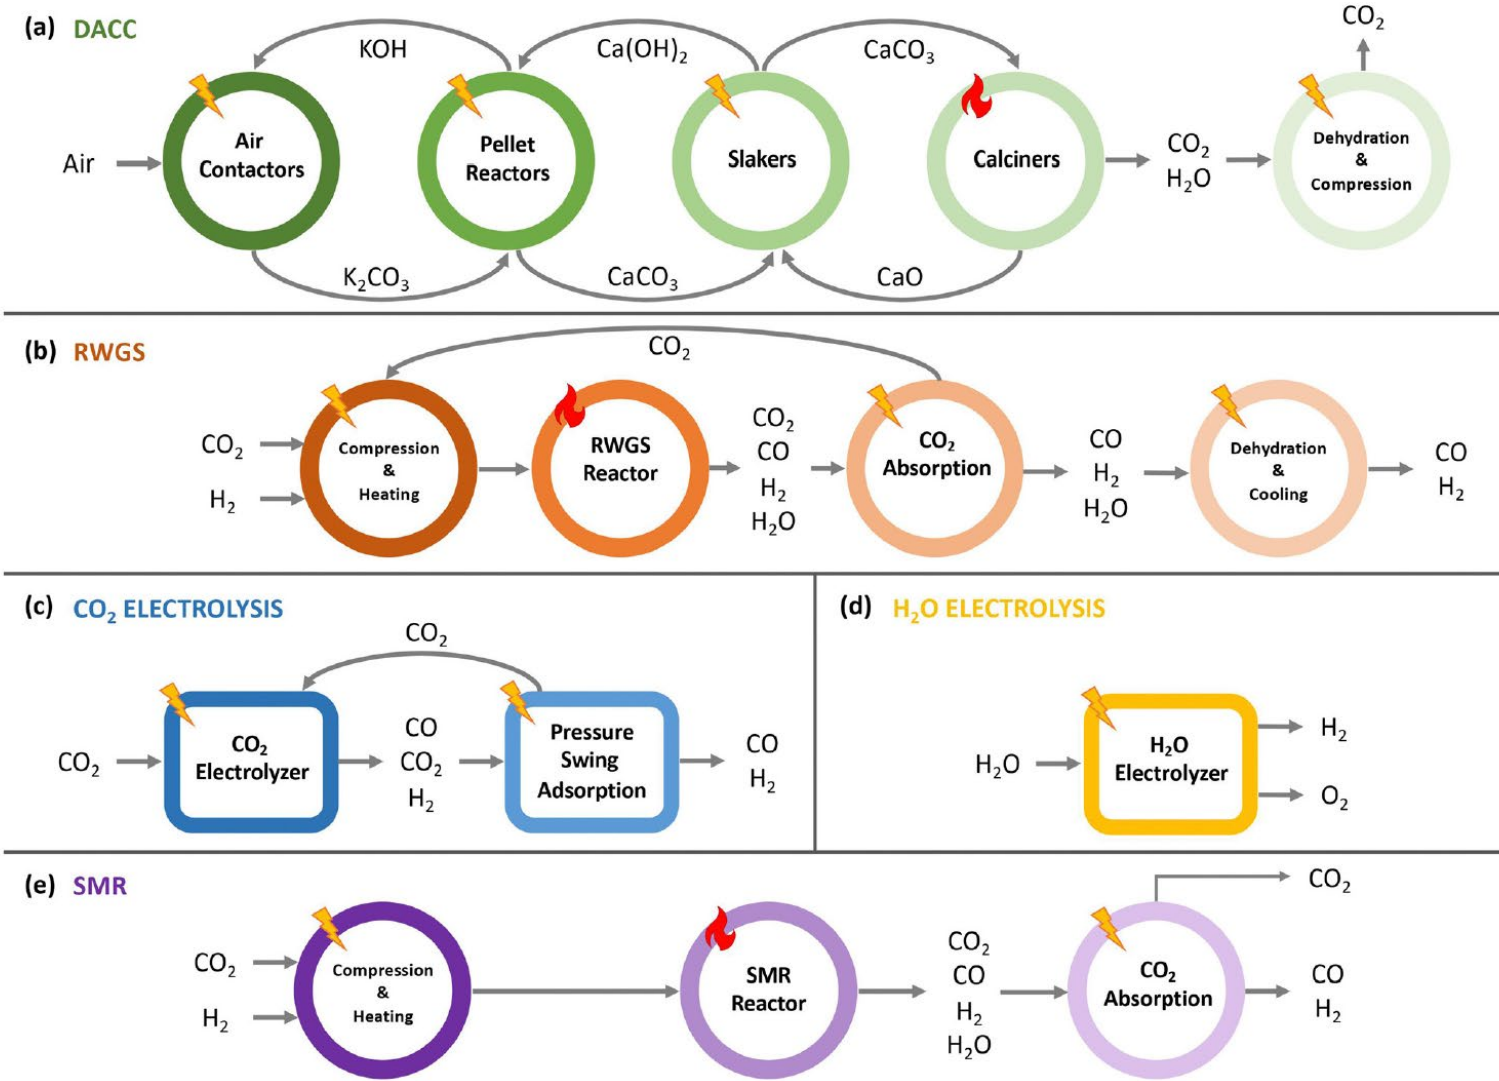 (a) DACC
KOH
Ca(OH)₂
CaCO₃
CO₂
Air
Air
Contactors
Pellet
Reactors
Slakers
Calciners
CO₂
H₂O
Dehydration
&
Compression
K₂CO₃
CaCO₃
CaO
(b) RWGS
CO₂
CO₂
H₂
Compression
&
Heating
RWGS
Reactor
CO₂
CO
H₂
H₂O
CO₂
Absorption
CO
H₂
H₂O
Dehydration
&
Cooling
CO
H₂
(c) CO₂ ELECTROLYSIS
CO₂
CO₂
CO₂
Electrolyzer
CO
CO₂
H₂
Pressure
Swing
Adsorption
CO
H₂
(d) H₂O ELECTROLYSIS
H₂O
H₂O
Electrolyzer
H₂
O₂
(e) SMR
CO₂
H₂
Compression
&
Heating
SMR
Reactor
CO₂
CO
H₂
H₂O
CO₂
Absorption
CO₂
CO
H₂